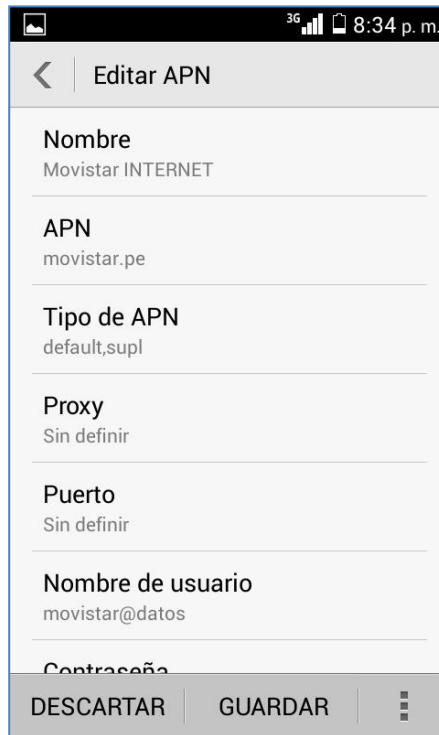 3G 8:34 p. m.
Editar APN
Nombre
Movistar INTERNET
APN
movistar.pe
Tipo de APN
default,supl
Proxy
Sin definir
Puerto
Sin definir
Nombre de usuario
movistar@datos
Contraseña
DESCARTAR GUARDAR